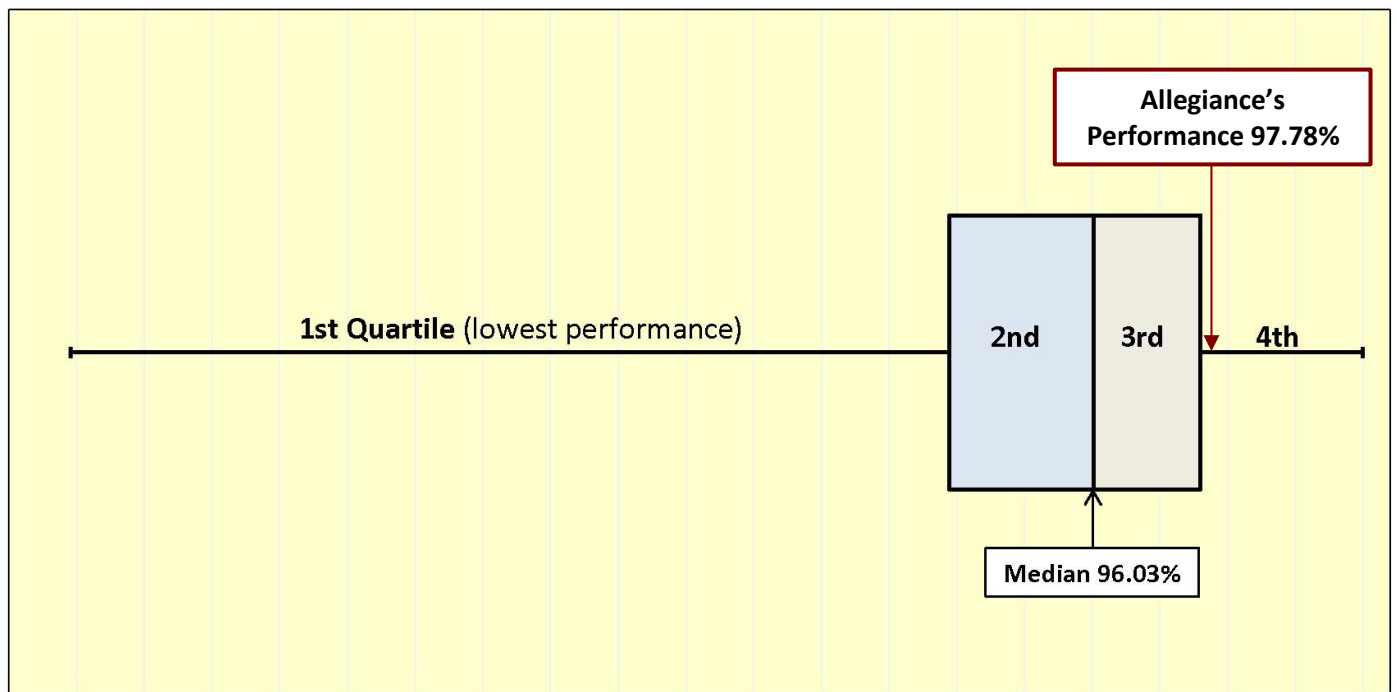 Allegiance’s
Performance 97.78%
1st Quartile (lowest performance)
2nd
3rd
4th
Median 96.03%